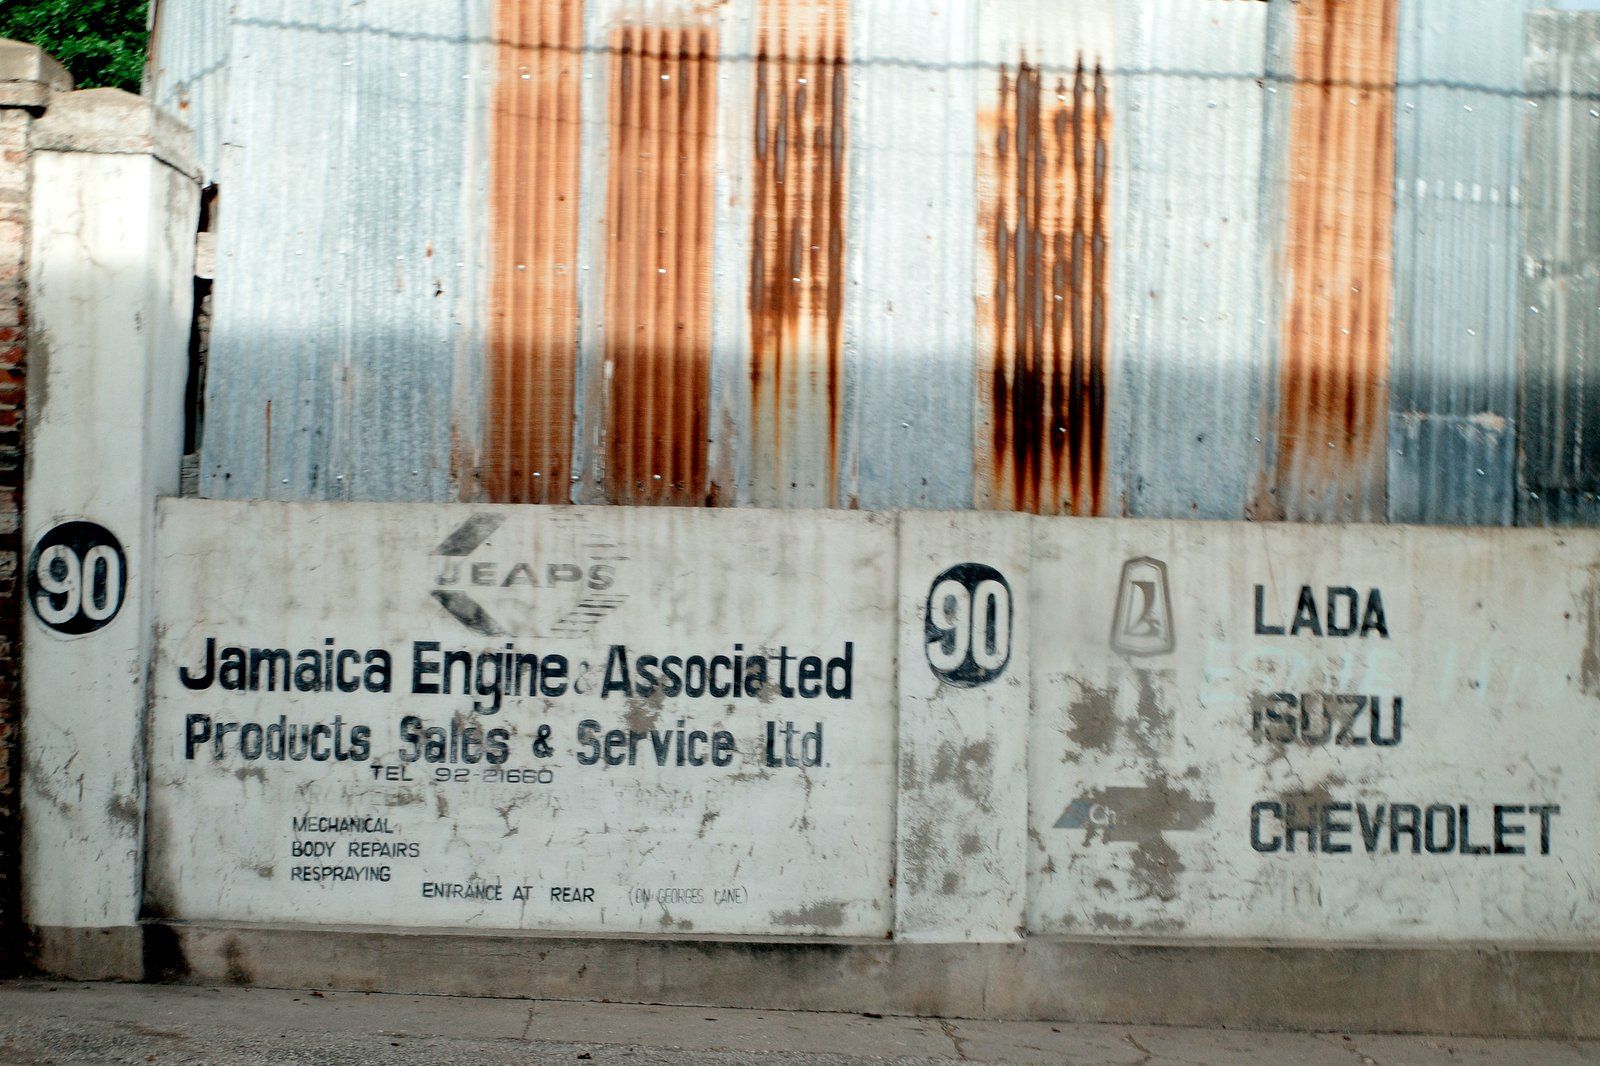 90
JEAPS
Jamaica Engine & Associated
Products Sales & Service Ltd.
TEL 92-21660
MECHANICAL
BODY REPAIRS
RESPRAYING
ENTRANCE AT REAR (ON GEORGES LANE)
90
LADA
ISUZU
CHEVROLET